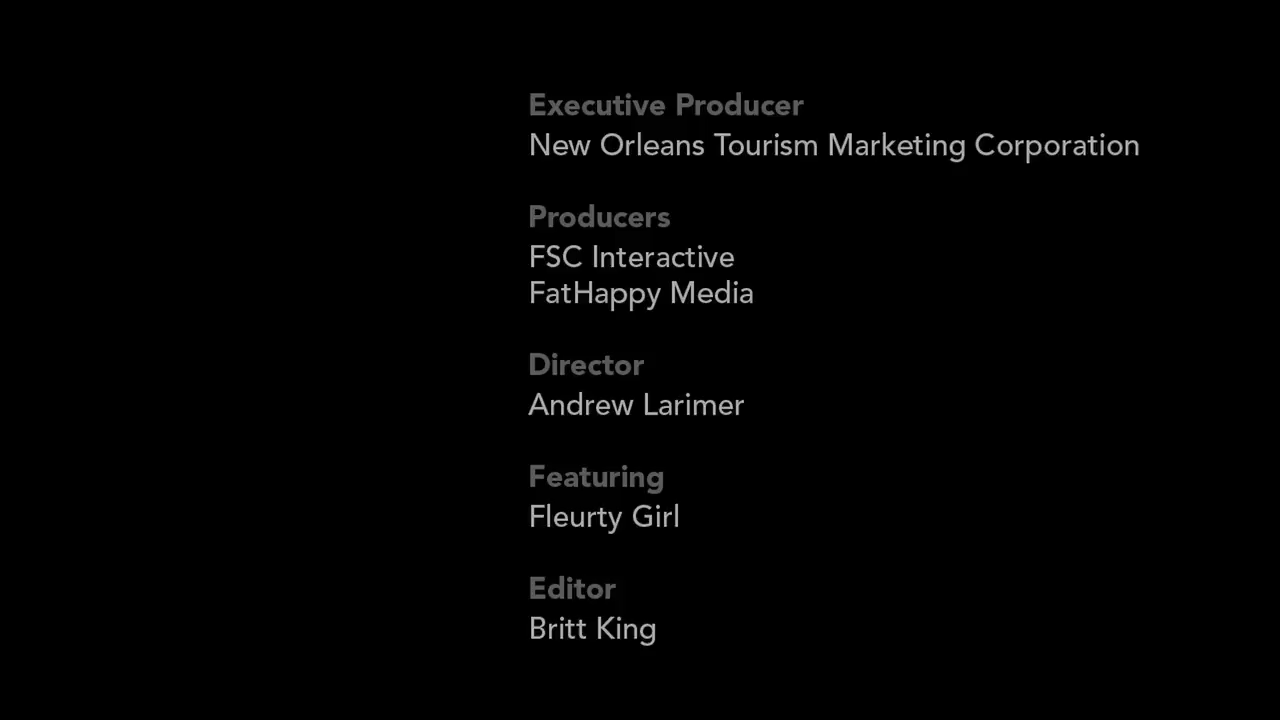 Executive Producer
New Orleans Tourism Marketing Corporation
Producers
FSC Interactive
FatHappy Media
Director
Andrew Larimer
Featuring
Fleurty Girl
Editor
Britt King